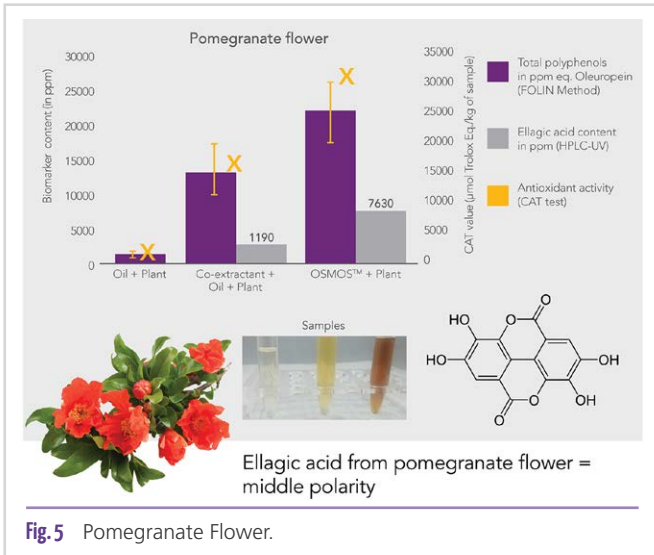 Pomegranate flower
Biomarker content (in ppm)
30000
25000
20000
15000
10000
5000
0
1190
7630
Oil + Plant
Co-extractant +
Oil + Plant
OSMOS™ + Plant
35000
30000
25000
20000
15000
10000
5000
0
CAT value (µmol Trolox Eq./kg of sample)
Total polyphenols
in ppm eq. Oleuropein
(FOLIN Method)
Ellagic acid content
in ppm (HPLC-UV)
Antioxidant activity
(CAT test)
Samples
O
O
HO
HO
OH
OH
O
O
Ellagic acid from pomegranate flower =
middle polarity
Fig.5 Pomegranate Flower.